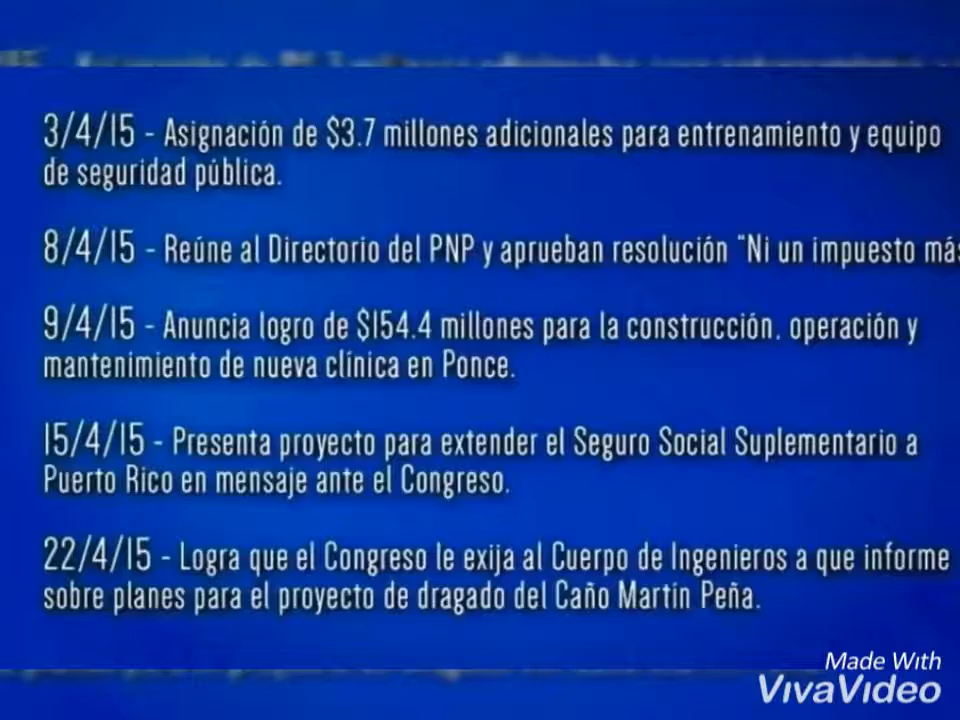 3/4/15 - Asignación de $3.7 millones adicionales para entrenamiento y equipo
de seguridad pública.
8/4/15 - Reúne al Directorio del PNP y aprueban resolución "Ni un impuesto más
9/4/15 - Anuncia logro de $154.4 millones para la construcción, operación y
mantenimiento de nueva clínica en Ponce.
15/4/15 - Presenta proyecto para extender el Seguro Social Suplementario a
Puerto Rico en mensaje ante el Congreso.
22/4/15 - Logra que el Congreso le exija al Cuerpo de Ingenieros a que informe
sobre planes para el proyecto de dragado del Caño Martín Peña.
Made With
VivaVideo